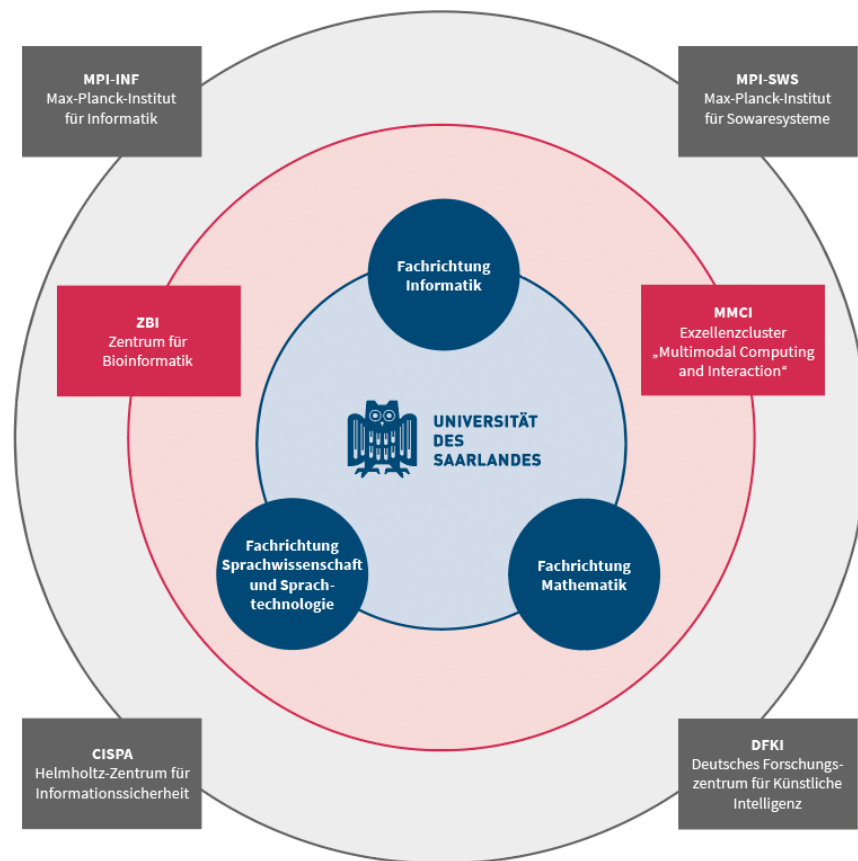 MPI-INF
Max-Planck-Institut
für Informatik
MPI-SWS
Max-Planck-Institut
für Sowaresysteme
Fachrichtung
Informatik
ZBI
Zentrum für
Bioinformatik
MMCI
Exzellenzcluster
„Multimodal Computing
and Interaction“
UNIVERSITÄT
DES
SAARLANDES
Fachrichtung
Sprachwissenschaft
und Sprach-
technologie
Fachrichtung
Mathematik
CISPA
Helmholtz-Zentrum für
Informationssicherheit
DFKI
Deutsches Forschungs-
zentrum für Künstliche
Intelligenz